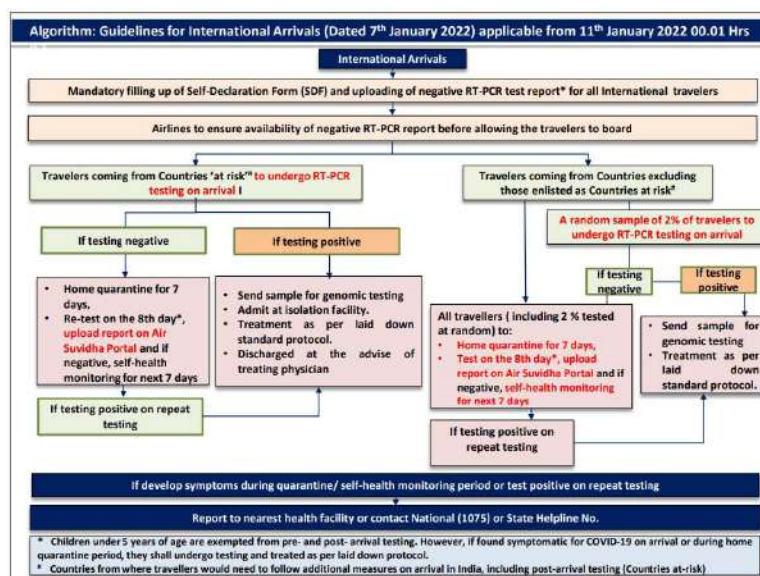 Algorithm: Guidelines for International Arrivals (Dated 7th January 2022) applicable from 11th January 2022 00.01 Hrs
International Arrivals
Mandatory filling up of Self-Declaration Form (SDF) and uploading of negative RT-PCR test report* for all International travelers
Airlines to ensure availability of negative RT-PCR report before allowing the travelers to board
Travelers coming from Countries 'at risk'# to undergo RT-PCR
testing on arrival I
Travelers coming from Countries excluding
those enlisted as Countries at risk#
A random sample of 2% of travelers to
undergo RT-PCR testing on arrival
If testing negative
If testing positive
If testing
negative
If testing
positive
• Home quarantine for 7
days,
• Re-test on the 8th day*,
upload report on Air
Suvidha Portal and if
negative, self-health
monitoring for next 7 days
• Send sample for genomic testing
• Admit at isolation facility.
• Treatment as per laid down
standard protocol.
• Discharged at the advise of
treating physician
All travellers ( including 2 % tested
at random) to:
• Home quarantine for 7 days,
• Test on the 8th day*, upload
report on Air Suvidha Portal and if
negative, self-health monitoring
for next 7 days
• Send sample for
genomic testing
• Treatment as per
laid down
standard protocol.
If testing positive on repeat
testing
If testing positive on
repeat testing
If develop symptoms during quarantine/ self-health monitoring period or test positive on repeat testing
Report to nearest health facility or contact National (1075) or State Helpline No.
* Children under 5 years of age are exempted from pre- and post- arrival testing. However, if found symptomatic for COVID-19 on arrival or during home
quarantine period, they shall undergo testing and treated as per laid down protocol.
# Countries from where travellers would need to follow additional measures on arrival in India, including post-arrival testing (Countries at-risk)